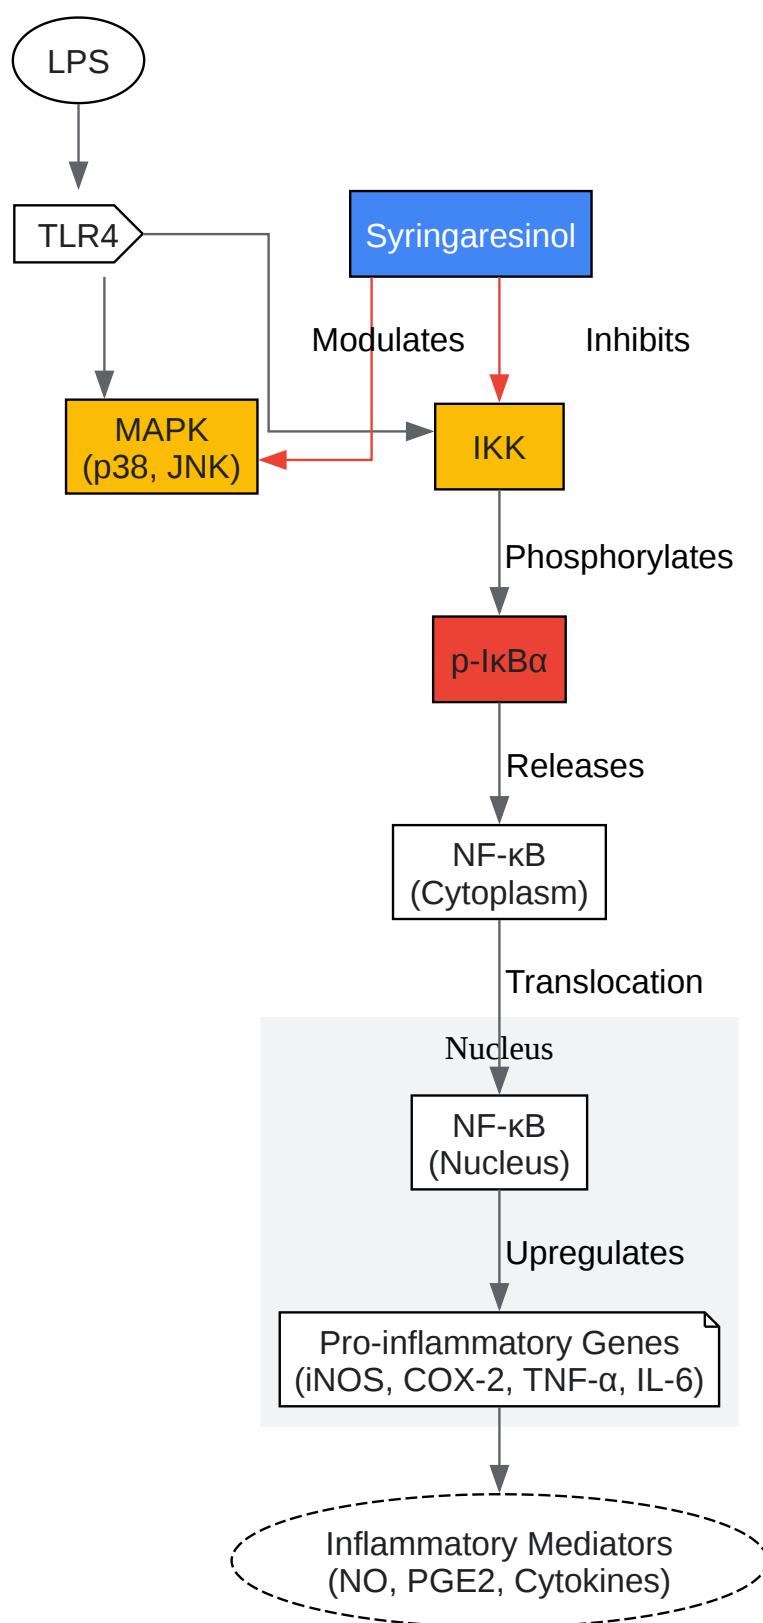 LPS
TLR4
Syringaresinol
Modulates
Inhibits
MAPK
(p38, JNK)
IKK
Phosphorylates
p-IκBα
Releases
NF-κB
(Cytoplasm)
Translocation
Nucleus
NF-κB
(Nucleus)
Upregulates
Pro-inflammatory Genes
(iNOS, COX-2, TNF-α, IL-6)
Inflammatory Mediators
(NO, PGE2, Cytokines)